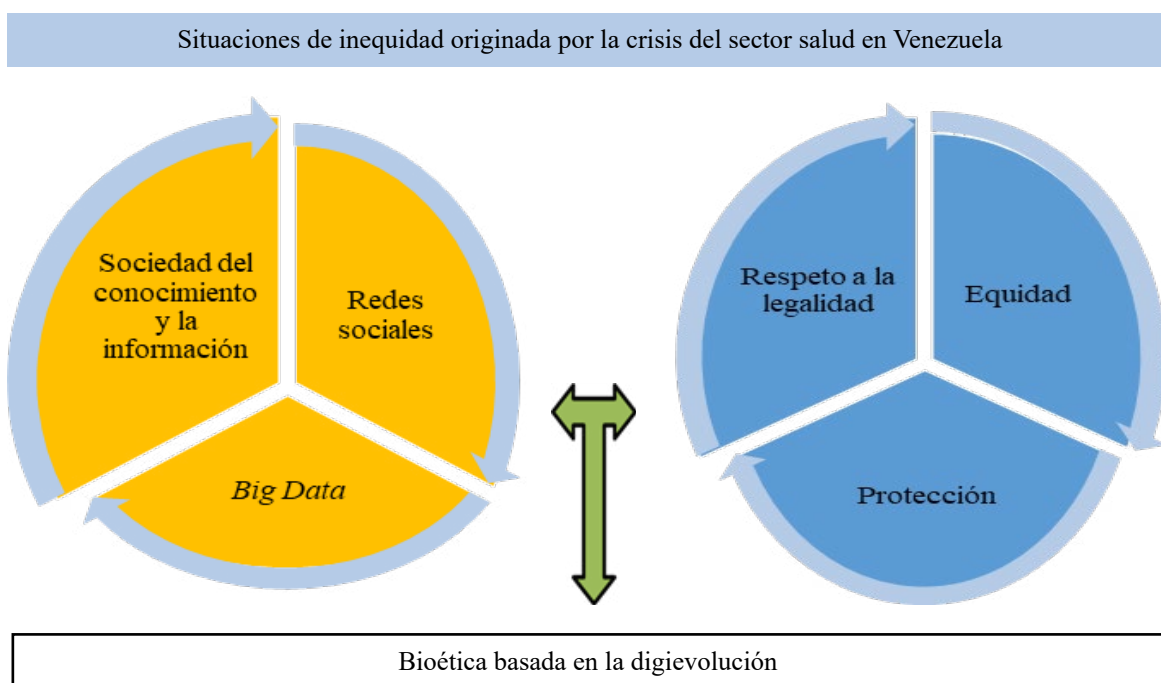 Situaciones de inequidad originada por la crisis del sector salud en Venezuela
Sociedad del
conocimiento
y la
información
Redes
sociales
Big Data
Respeto a la
legalidad
Equidad
Protección
Bioética basada en la digievolución